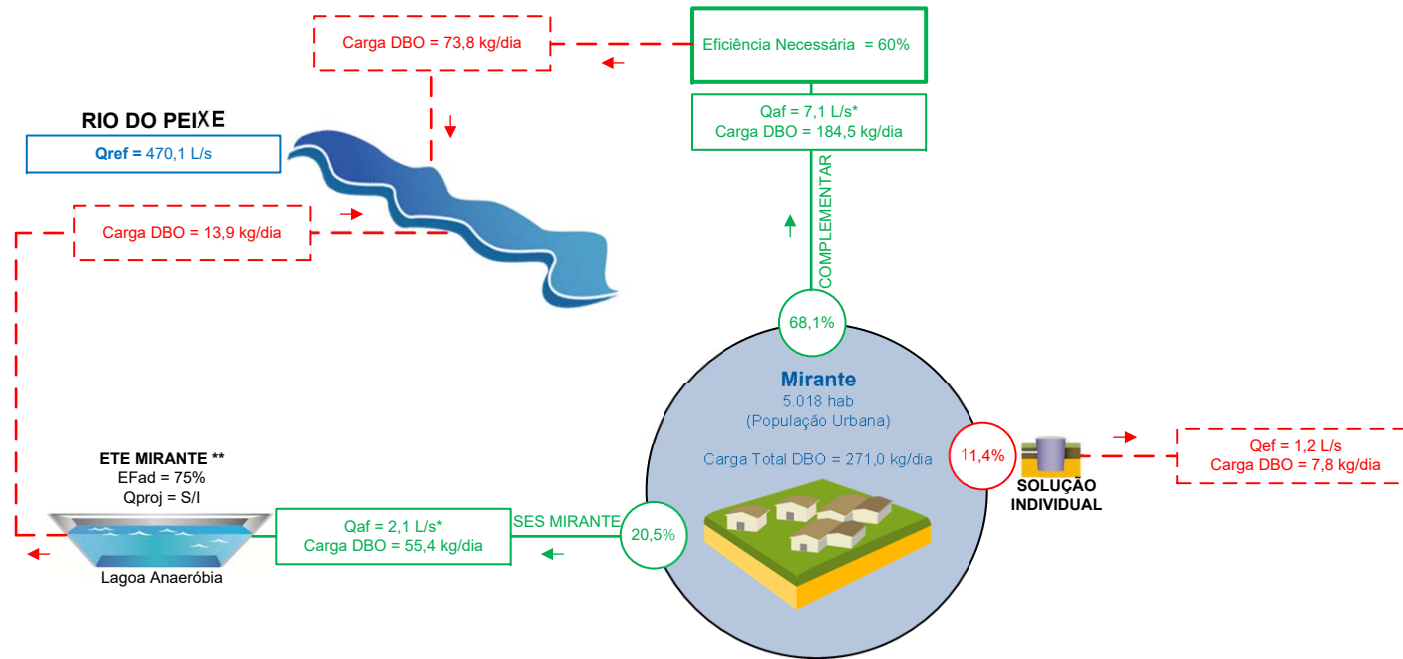 Carga DBO = 73,8 kg/dia
Eficiência Necessária = 60%
Qaf = 7,1 L/s*
Carga DBO = 184,5 kg/dia
RIO DO PEIXE
Qref = 470,1 L/s
COMPLEMENTAR
Carga DBO = 13,9 kg/dia
68,1%
Mirante
5.018 hab
(População Urbana)
Carga Total DBO = 271,0 kg/dia
11,4%
SOLUÇÃO
INDIVIDUAL
Qef = 1,2 L/s
Carga DBO = 7,8 kg/dia
ETE MIRANTE **
EFad = 75%
Qproj = S/I
Lagoa Anaeróbia
Qaf = 2,1 L/s*
Carga DBO = 55,4 kg/dia
SES MIRANTE
20,5%